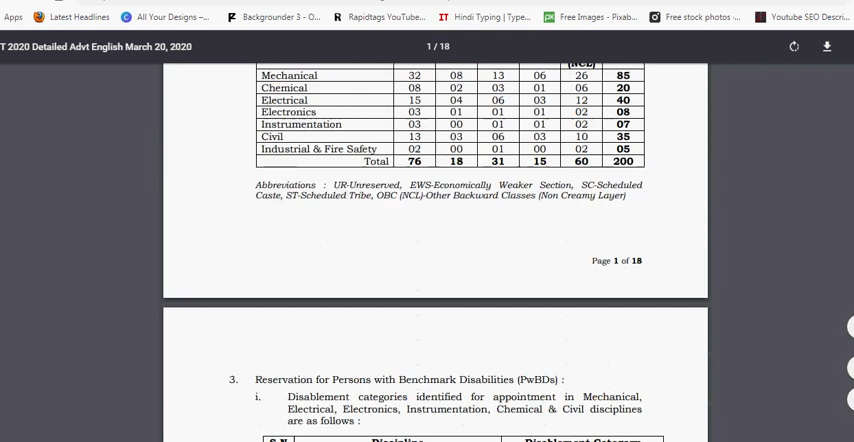 Apps Latest Headlines All Your Designs –... Backgrounder 3 - O... Rapidtags YouTube... Hindi Typing | Type... Free Images - Pixab... Free stock photos ·... Youtube SEO Descri...
T 2020 Detailed Advt English March 20, 2020 1 / 18
(NCL)
Mechanical 32 08 13 06 26 85
Chemical 08 02 03 01 06 20
Electrical 15 04 06 03 12 40
Electronics 03 01 01 01 02 08
Instrumentation 03 00 01 01 02 07
Civil 13 03 06 03 10 35
Industrial & Fire Safety 02 00 01 00 02 05
Total 76 18 31 15 60 200
Abbreviations : UR-Unreserved, EWS-Economically Weaker Section, SC-Scheduled
Caste, ST-Scheduled Tribe, OBC (NCL)-Other Backward Classes (Non Creamy Layer)
Page 1 of 18
3. Reservation for Persons with Benchmark Disabilities (PwBDs) :
i. Disablement categories identified for appointment in Mechanical,
Electrical, Electronics, Instrumentation, Chemical & Civil disciplines
are as follows :
S.N Discipline Disablement Category